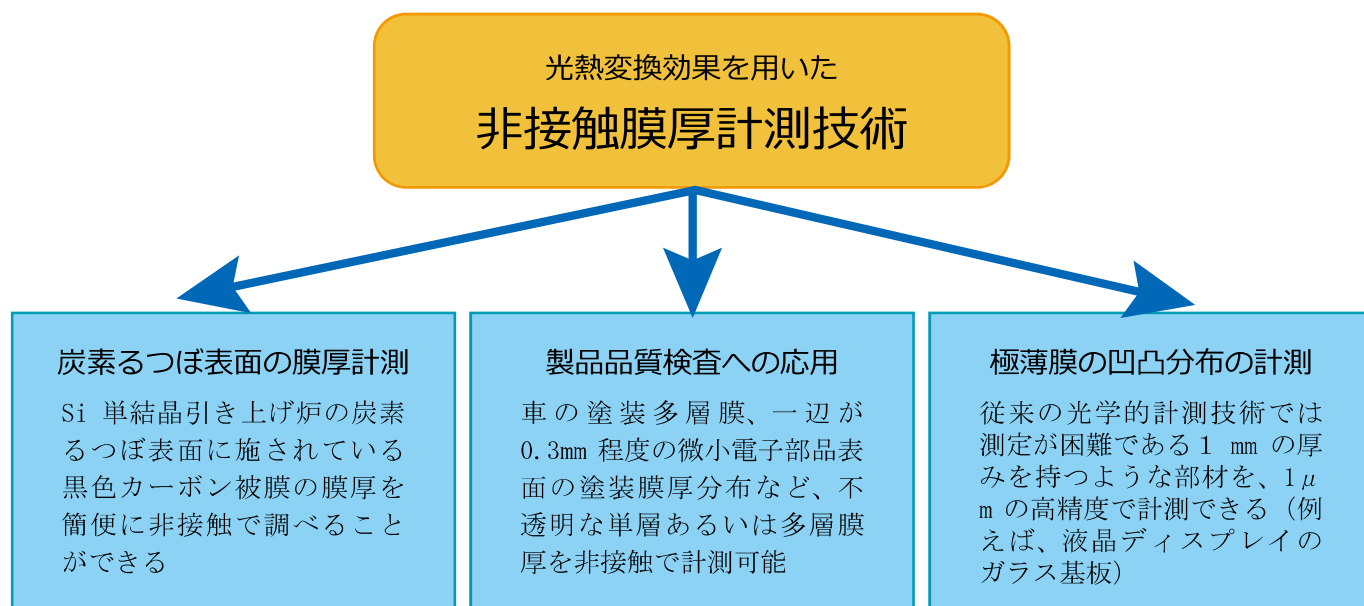 光熱変換効果を用いた
非接触膜厚計測技術
炭素るつぼ表面の膜厚計測
Si 単結晶引き上げ炉の炭素
るつぼ表面に施されている
黒色カーボン被膜の膜厚を
簡便に非接触で調べること
ができる
製品品質検査への応用
車の塗装多層膜、一辺が
0.3mm 程度の微小電子部品表
面の塗装膜厚分布など、不
透明な単層あるいは多層膜
厚を非接触で計測可能
極薄膜の凹凸分布の計測
従来の光学的計測技術では
測定が困難である1 mm の厚
みを持つような部材を、1μ
m の高精度で計測できる（例
えば、液晶ディスプレイの
ガラス基板）